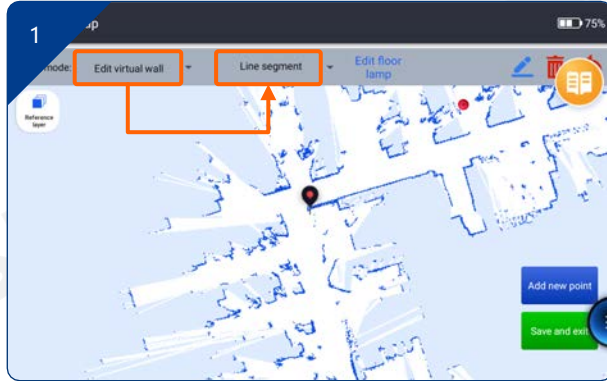 1
ap
75%
mode:
Edit virtual wall
Line segment
Edit floor
lamp
Reference
layer
Add new point
Save and exit